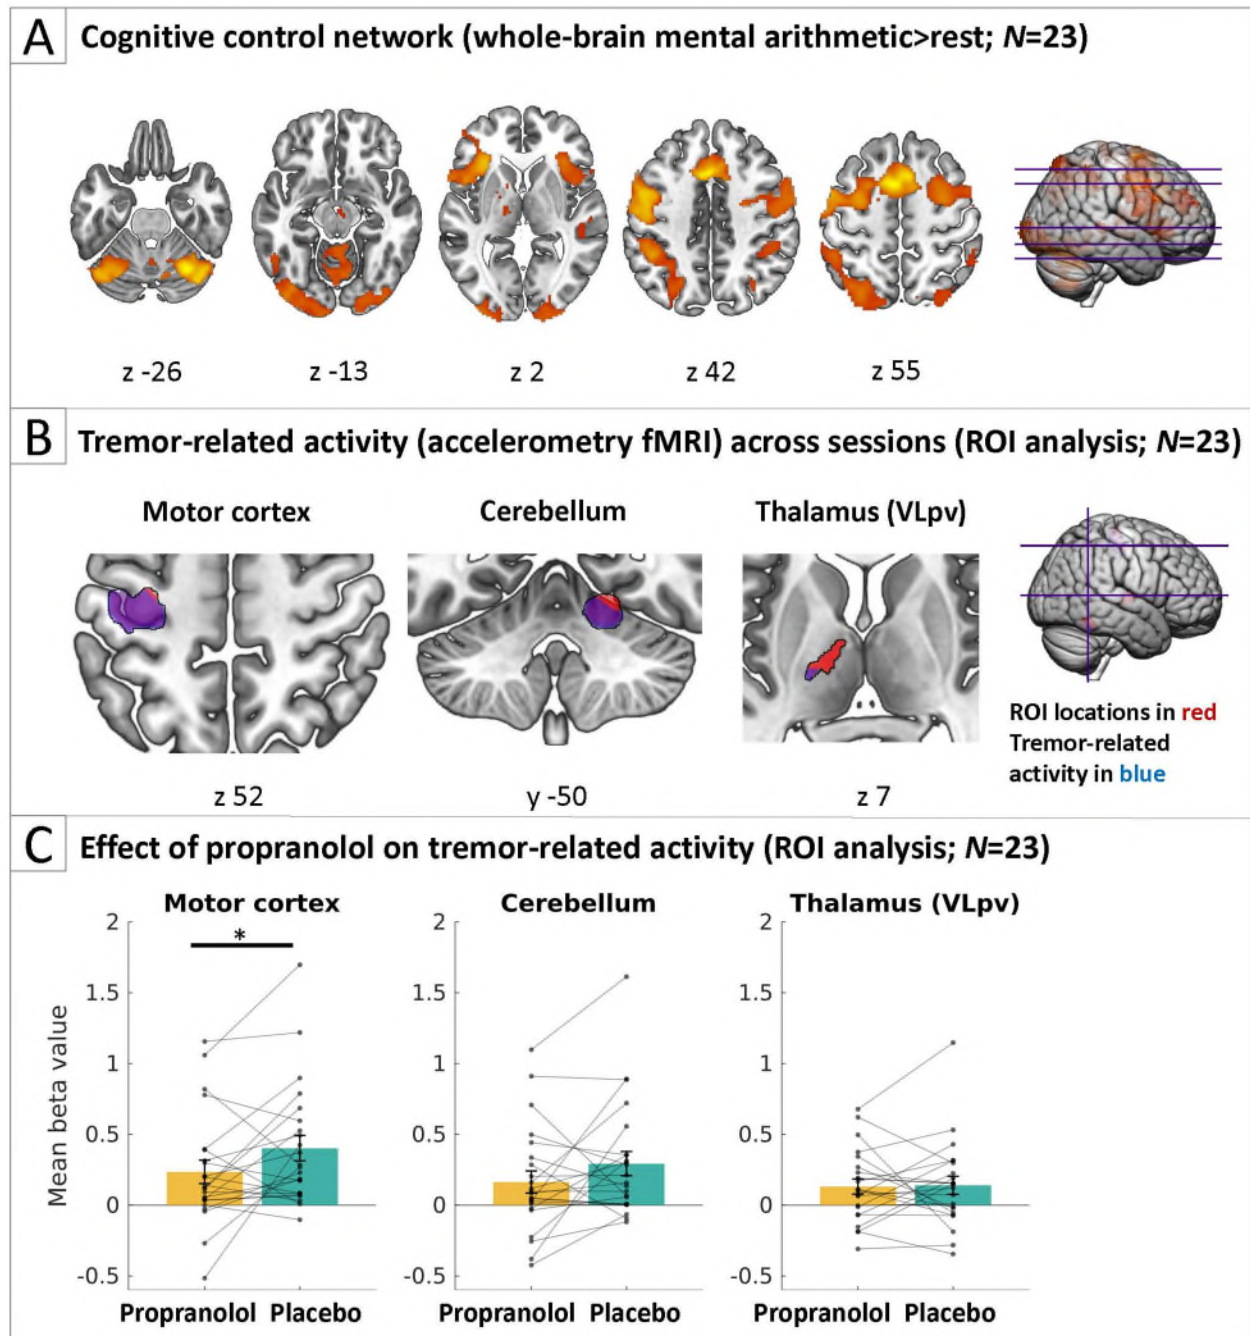 A Cognitive control network (whole-brain mental arithmetic>rest; N=23)
z -26
z -13
z 2
z 42
z 55
B Tremor-related activity (accelerometry fMRI) across sessions (ROI analysis; N=23)
Motor cortex
Cerebellum
Thalamus (VLpv)
z 52
y -50
z 7
ROI locations in red
Tremor-related
activity in blue
C Effect of propranolol on tremor-related activity (ROI analysis; N=23)
Motor cortex
Mean beta value
2
1.5
1
0.5
0
-0.5
*
Propranolol Placebo
Cerebellum
2
1.5
1
0.5
0
-0.5
Propranolol Placebo
Thalamus (VLpv)
2
1.5
1
0.5
0
-0.5
Propranolol Placebo